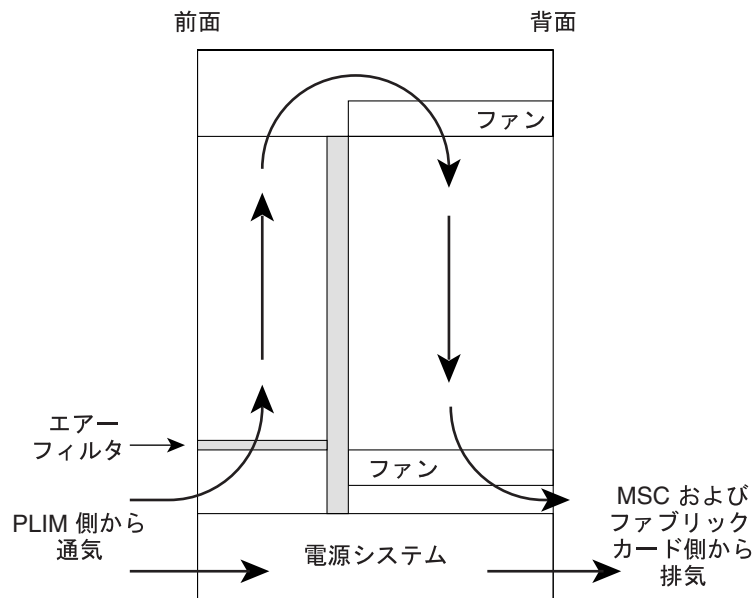 前面
背面
ファン
エアー
フィルタ
ファン
PLIM 側から
通気
MSC および
ファブリック
カード側から
排気
電源システム